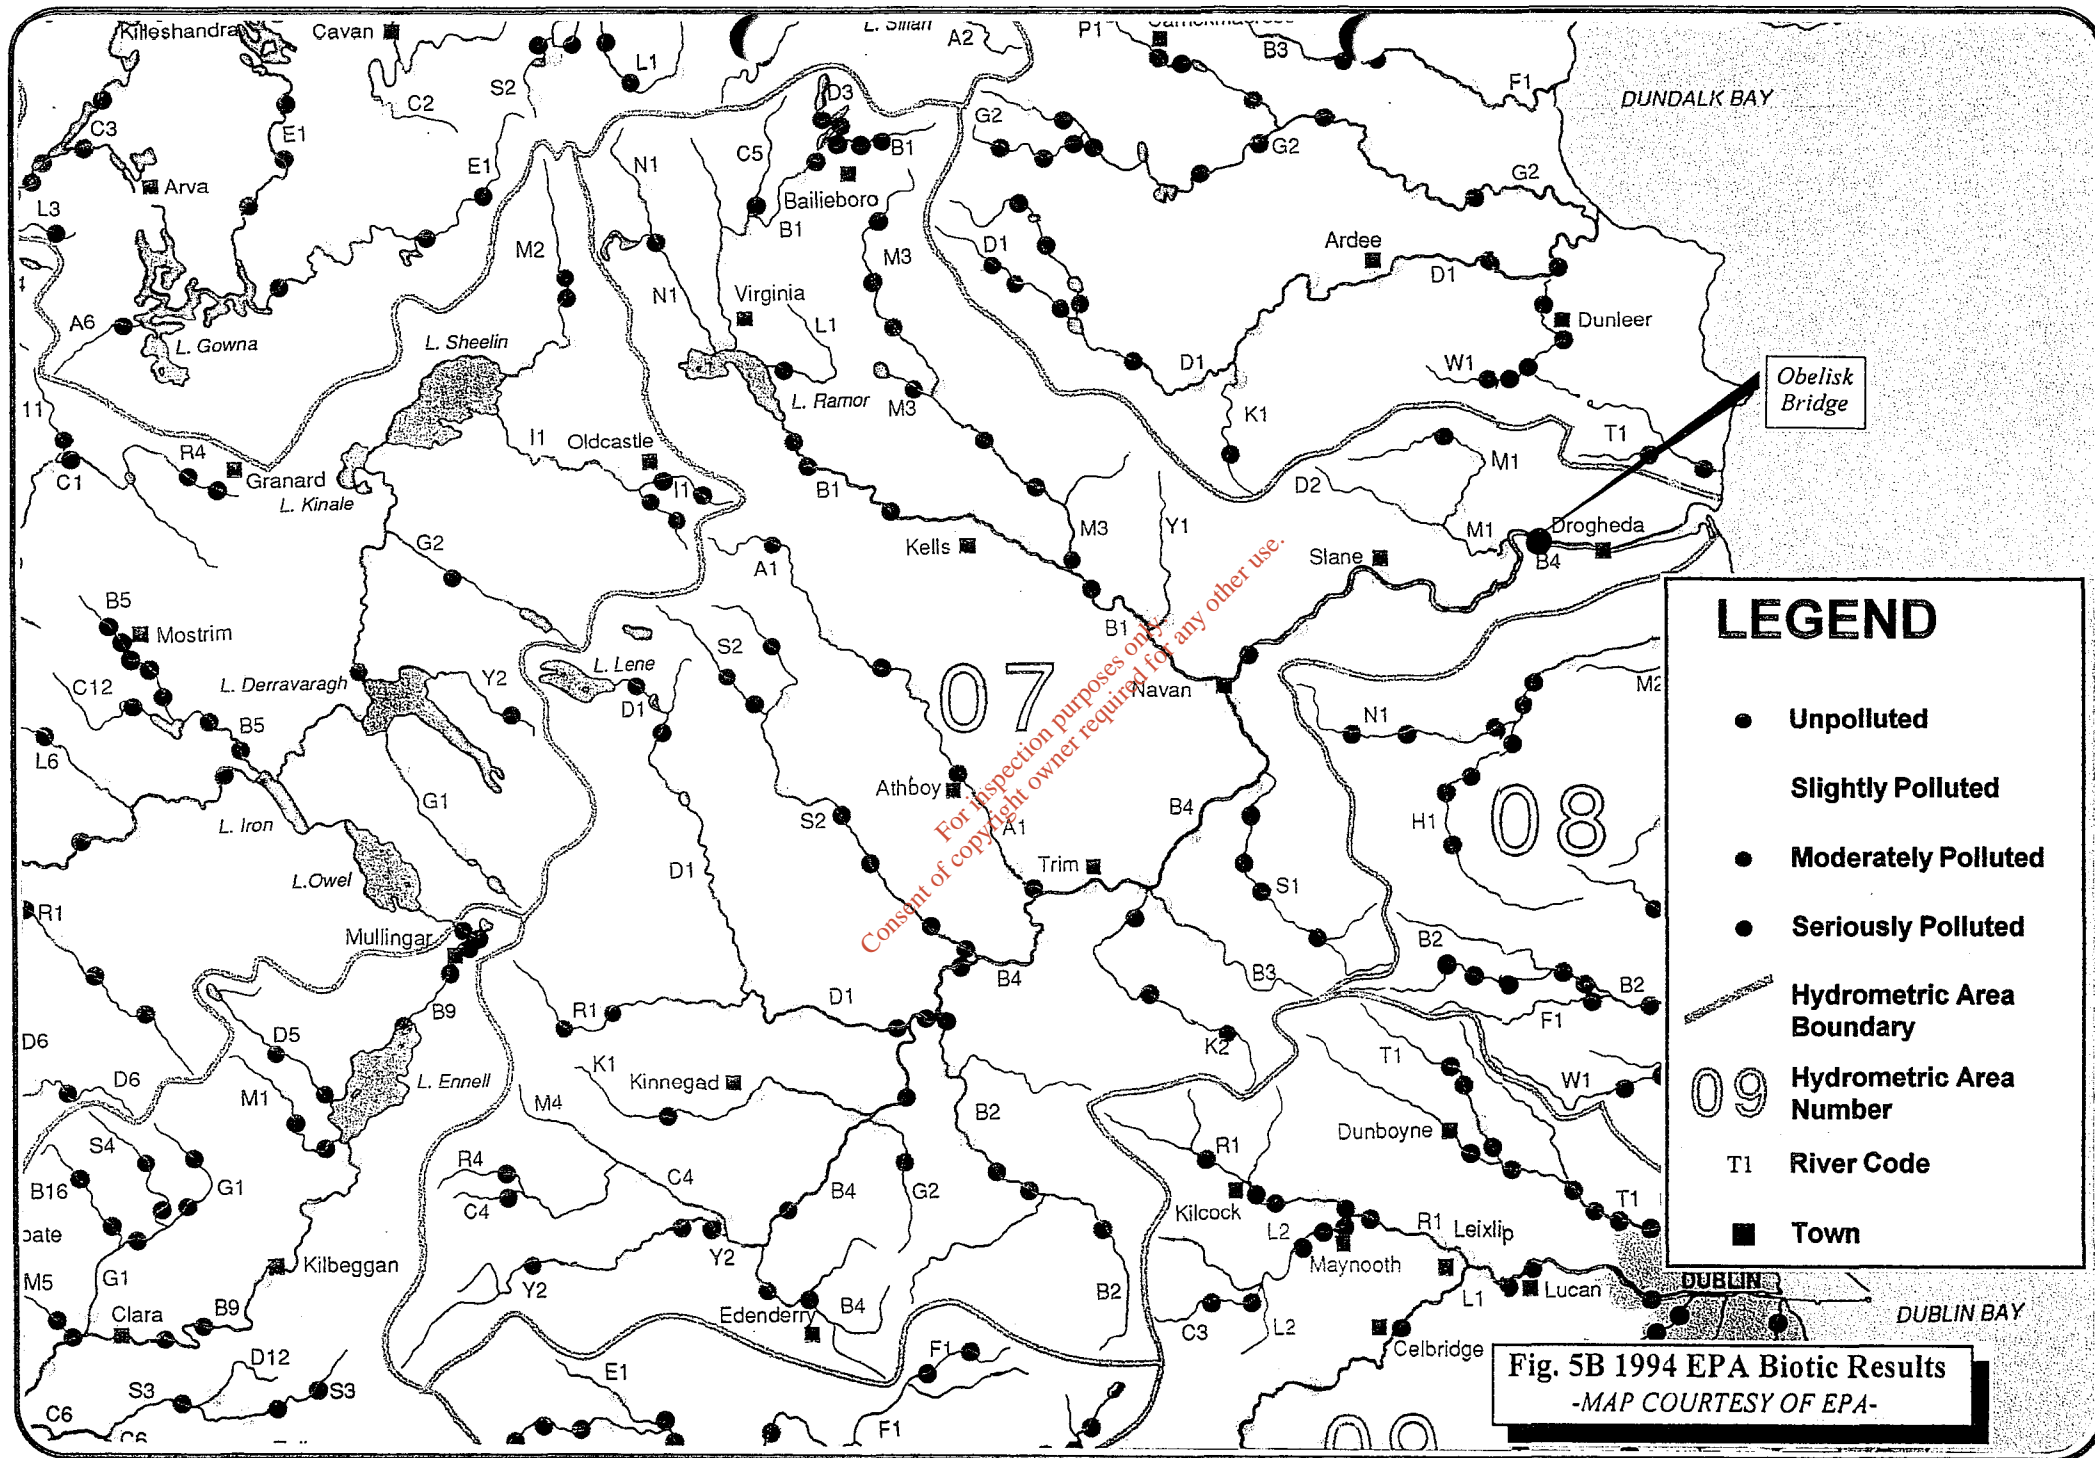 Killeshandra
Cavan
L. Sillan
A2
P1
B3
F1
DUNDALK BAY
L1
S2
C2
C3
E1
D3
G2
C5
B1
N1
E1
G2
G2
Arva
L3
Bailieboro
B1
M3
D1
Ardee
D1
M2
N1
Virginia
L1
A6
L. Gowna
L. Sheelin
Dunleer
D1
W1
Obelisk
Bridge
L. Ramor
M3
K1
11
I1
Oldcastle
T1
R4
Granard
C1
L. Kinale
I1
B1
M1
D2
M3
Y1
M1
Drogheda
B4
Kells
Slane
G2
A1
B5
Mostrim
B1
S2
L. Lene
07
Navan
L. Derravaragh
Y2
C12
D1
B5
L6
N1
M2
Athboy
B4
08
G1
S2
H1
L. Iron
A1
Trim
L.Owel
D1
S1
R1
Mullingar
B2
B4
B3
B2
B9
R1
D1
F1
D6
D5
K2
T1
K1
Kinnegad
L. Ennell
D6
M1
M4
B2
W1
Dunboyne
S4
R1
R4
C4
B16
G1
C4
B4
G2
Kilcock
L2
R1
Leixlip
T1
Y2
Maynooth
Kilbeggan
M5
G1
Y2
B2
Lucan
L1
DUBLIN
Clara
B9
Edenderry
B4
C3
L2
Celbridge
DUBLIN BAY
D12
S3
S3
E1
F1
C6
C6
F1
09
For inspection purposes only.
Consent of copyright owner required for any other use.
LEGEND
Unpolluted
Slightly Polluted
Moderately Polluted
Seriously Polluted
Hydrometric Area
Boundary
09
Hydrometric Area
Number
T1
River Code
Town
Fig. 5B 1994 EPA Biotic Results
-MAP COURTESY OF EPA-